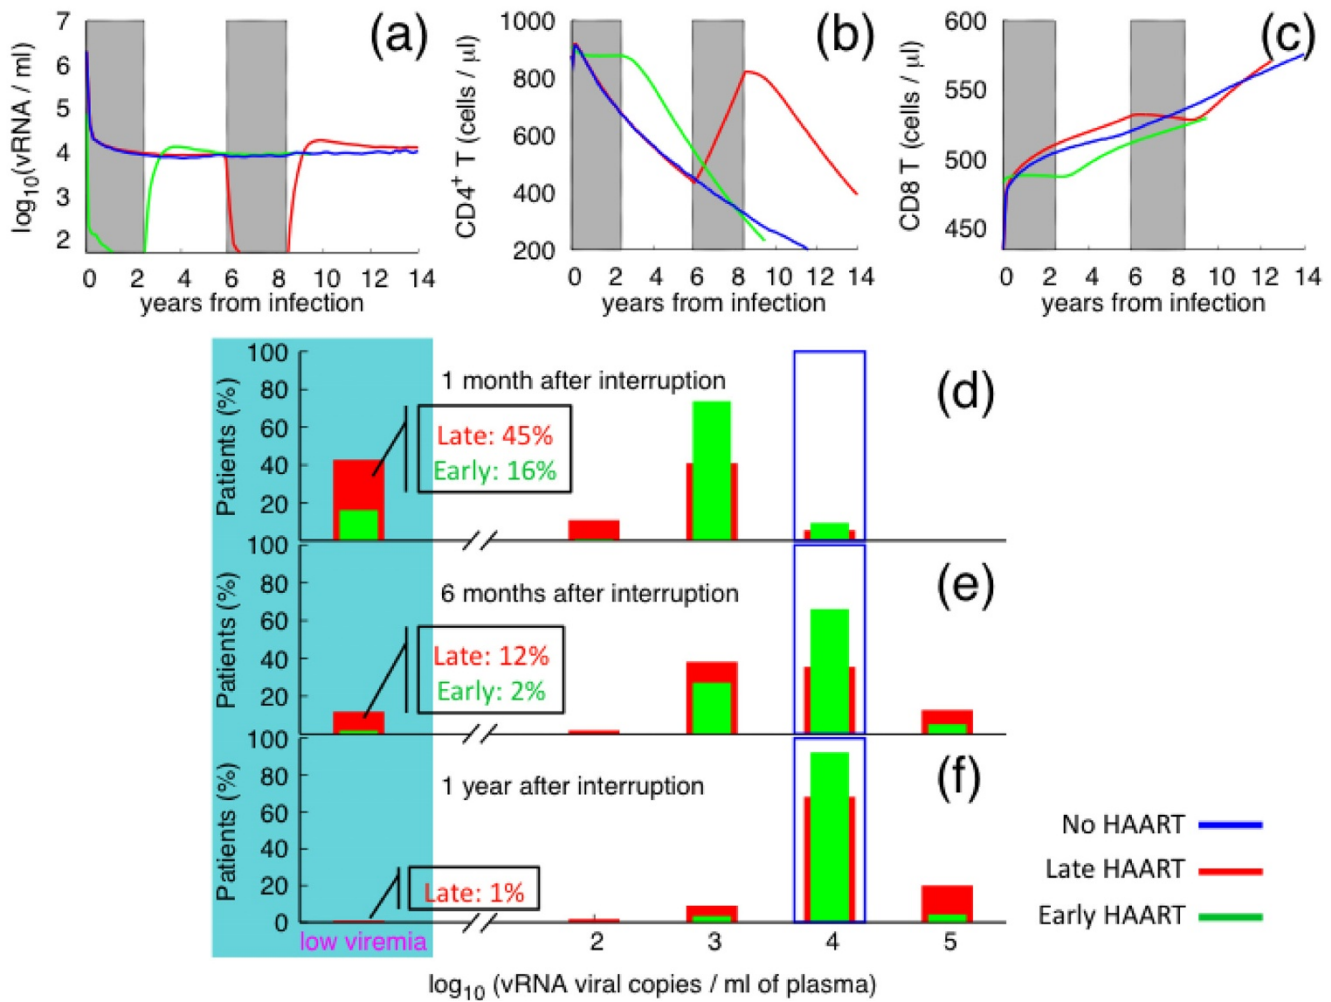 (a)
log10(vRNA / ml)
7
6
5
4
3
2
0 2 4 6 8 10 12 14
years from infection
(b)
CD4+ T (cells / μl)
1000
800
600
400
200
0 2 4 6 8 10 12 14
years from infection
(c)
CD8 T (cells / μl)
600
550
500
450
0 2 4 6 8 10 12 14
years from infection
(d)
Patients (%)
100
80
60
40
20
1 month after interruption
Late: 45%
Early: 16%
(e)
Patients (%)
100
80
60
40
20
6 months after interruption
Late: 12%
Early: 2%
(f)
Patients (%)
100
80
60
40
20
0
1 year after interruption
Late: 1%
low viremia 2 3 4 5
log10 (vRNA viral copies / ml of plasma)
No HAART
Late HAART
Early HAART